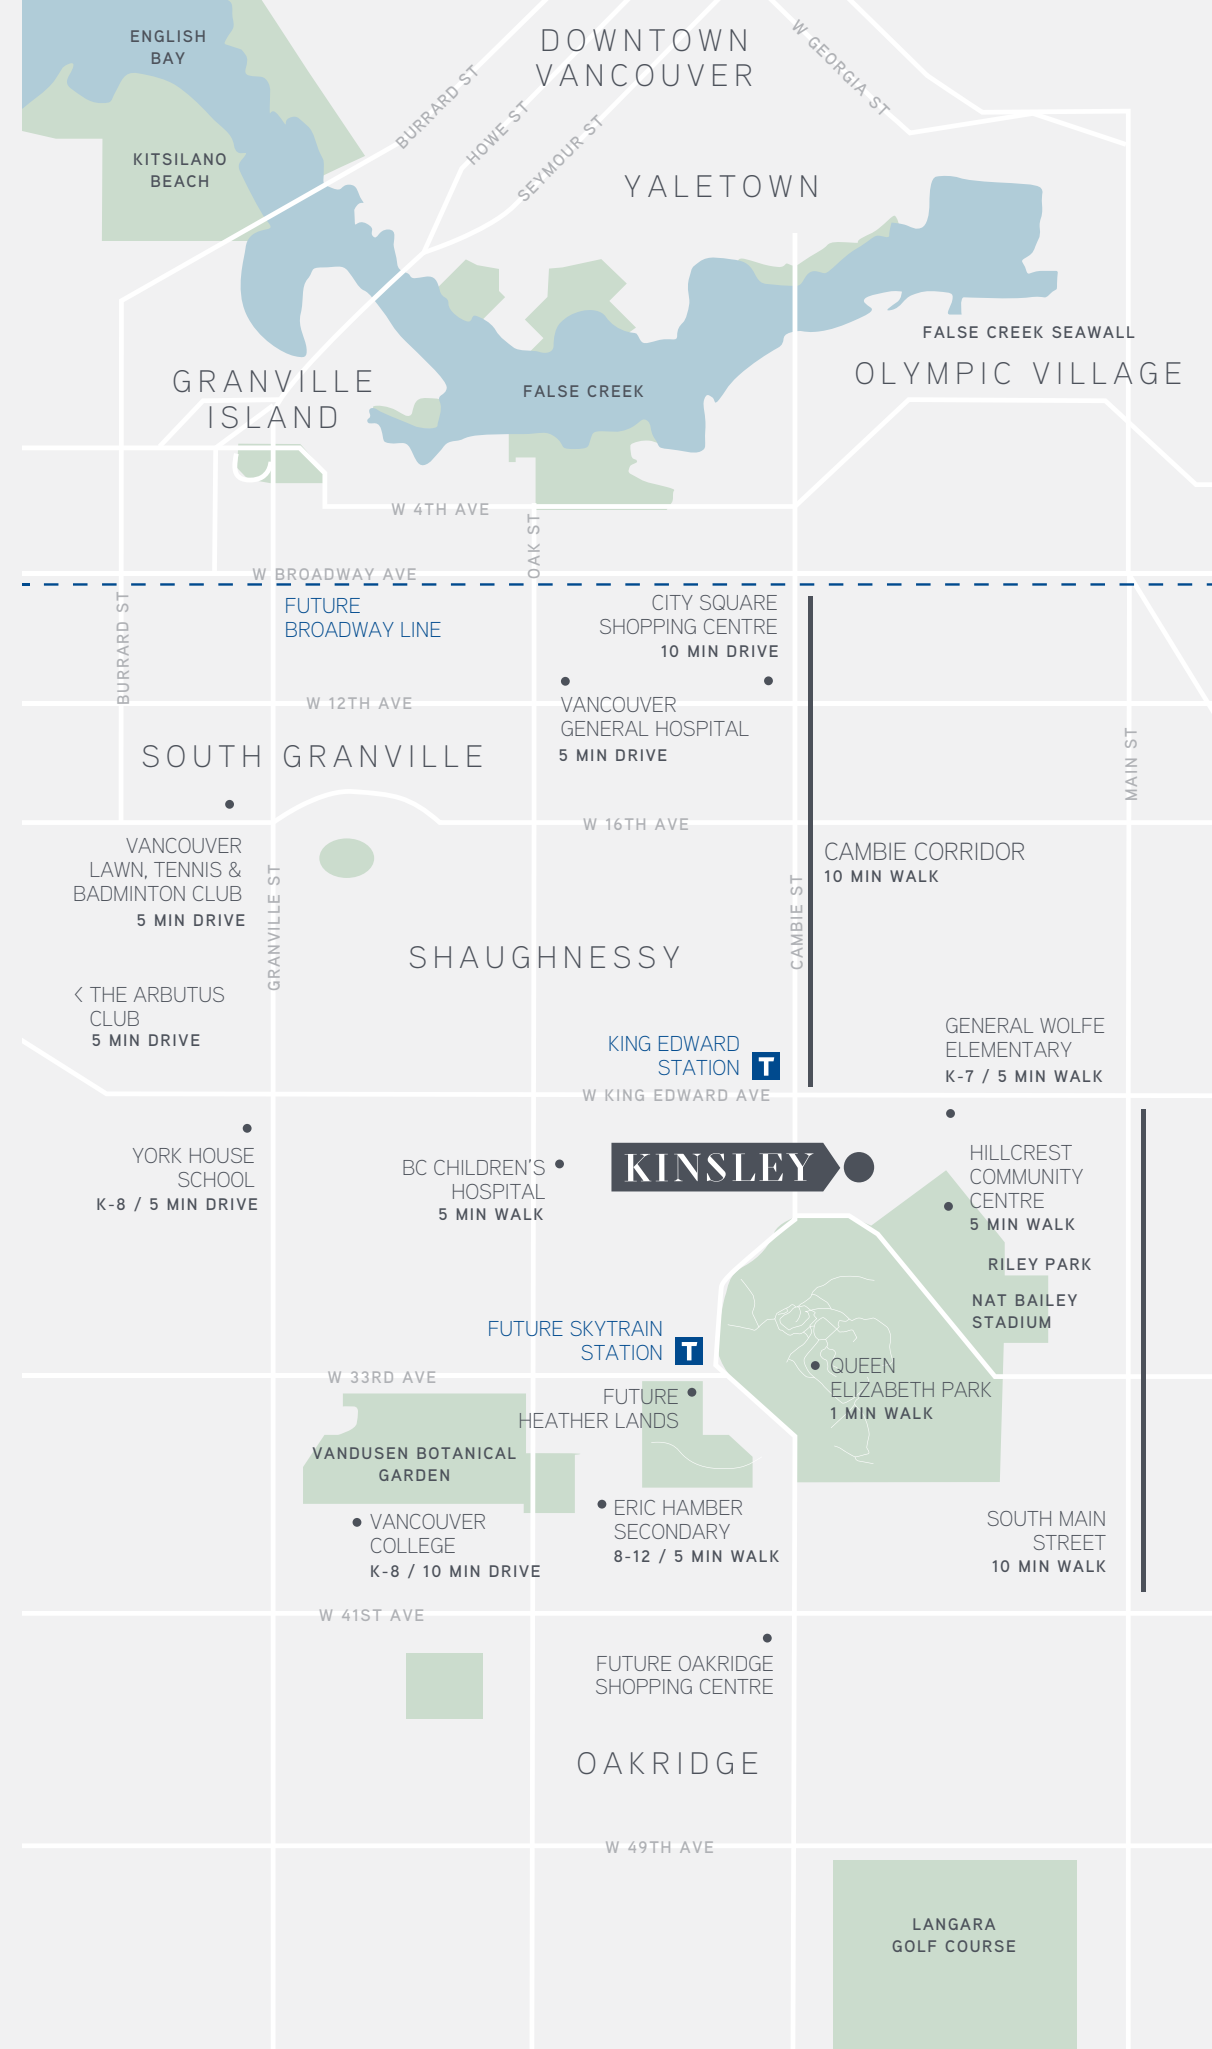 ENGLISH
BAY
DOWNTOWN
VANCOUVER
W GEORGIA ST
BURRARD ST
HOWE ST
SEYMOUR ST
KITSILANO
BEACH
YALETOWN
FALSE CREEK SEAWALL
OLYMPIC VILLAGE
GRANVILLE
ISLAND
FALSE CREEK
W 4TH AVE
OAK ST
W BROADWAY AVE
FUTURE
BROADWAY LINE
CITY SQUARE
SHOPPING CENTRE
10 MIN DRIVE
BURRARD ST
W 12TH AVE
VANCOUVER
GENERAL HOSPITAL
5 MIN DRIVE
SOUTH GRANVILLE
MAIN ST
W 16TH AVE
VANCOUVER
LAWN, TENNIS &
BADMINTON CLUB
5 MIN DRIVE
CAMBIE CORRIDOR
10 MIN WALK
GRANVILLE ST
CAMBIE ST
SHAUGHNESSY
< THE ARBUTUS
CLUB
5 MIN DRIVE
KING EDWARD
STATION
T
GENERAL WOLFE
ELEMENTARY
K-7 / 5 MIN WALK
W KING EDWARD AVE
YORK HOUSE
SCHOOL
K-8 / 5 MIN DRIVE
BC CHILDREN'S
HOSPITAL
5 MIN WALK
KINSLEY
HILLCREST
COMMUNITY
CENTRE
5 MIN WALK
RILEY PARK
NAT BAILEY
STADIUM
FUTURE SKYTRAIN
STATION
T
QUEEN
ELIZABETH PARK
1 MIN WALK
W 33RD AVE
FUTURE
HEATHER LANDS
VANDUSEN BOTANICAL
GARDEN
VANCOUVER
COLLEGE
K-8 / 10 MIN DRIVE
ERIC HAMBER
SECONDARY
8-12 / 5 MIN WALK
SOUTH MAIN
STREET
10 MIN WALK
W 41ST AVE
FUTURE OAKRIDGE
SHOPPING CENTRE
OAKRIDGE
W 49TH AVE
LANGARA
GOLF COURSE